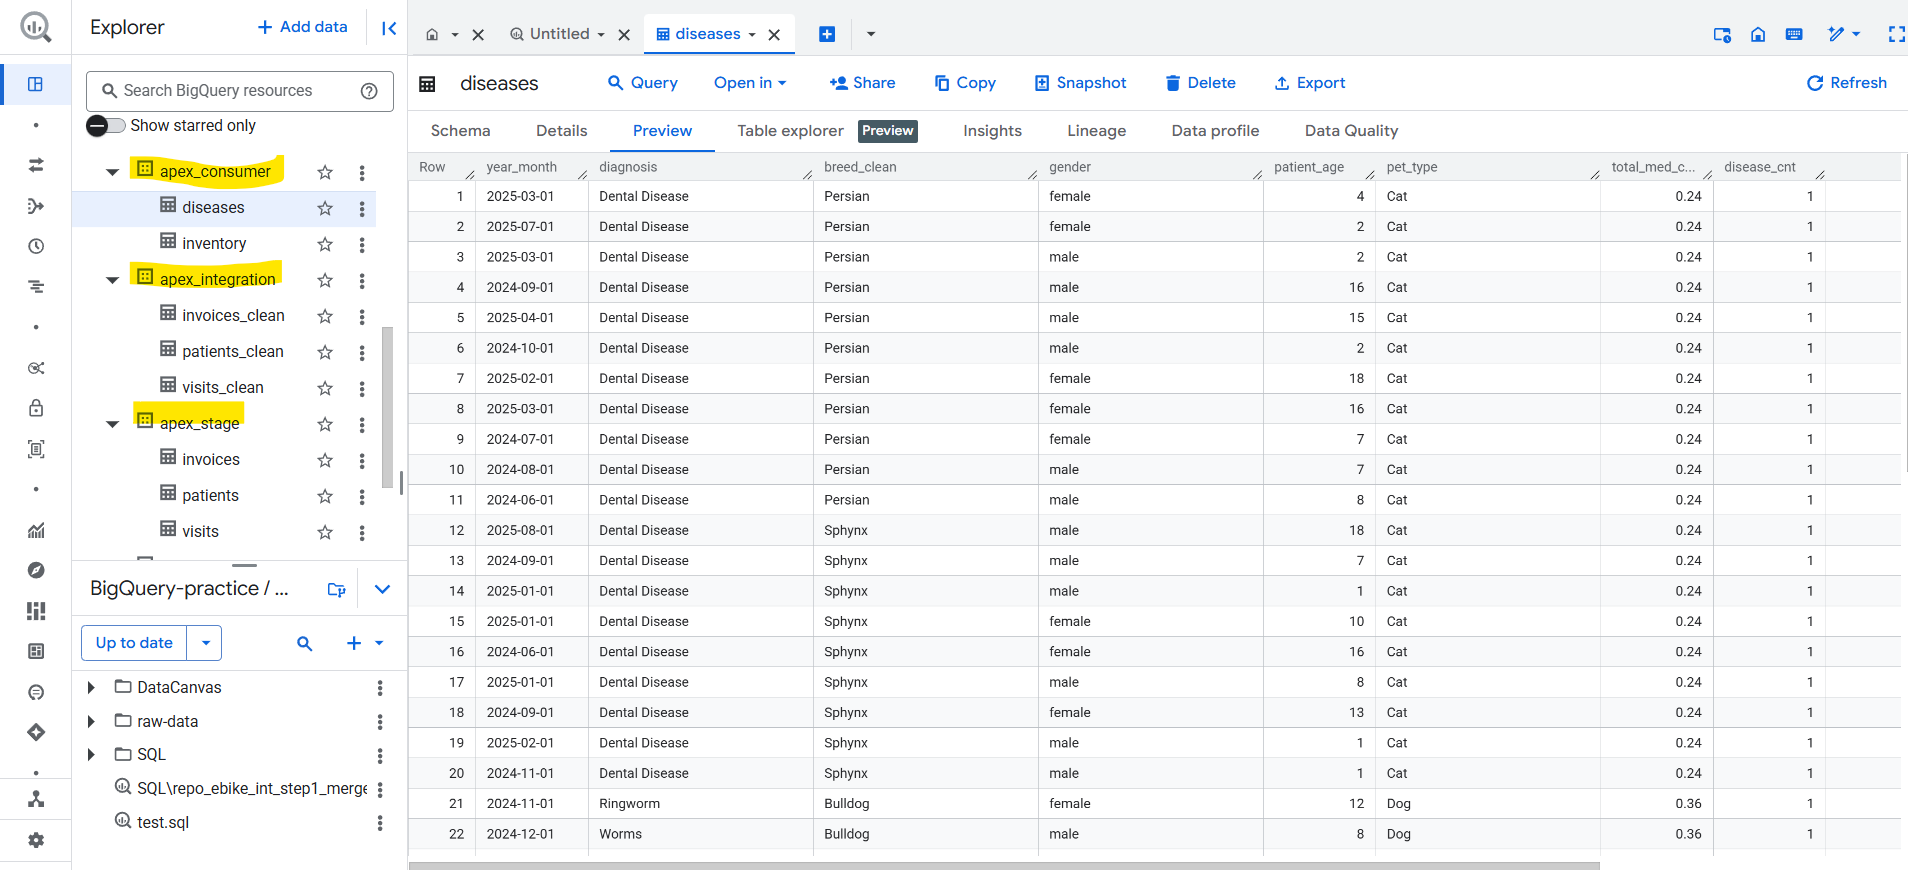 Explorer
+ Add data
Untitled
diseases
Search BigQuery resources
Show starred only
apex_consumer
diseases
inventory
apex_integration
invoices_clean
patients_clean
visits_clean
apex_stage
invoices
patients
visits
BigQuery-practice / ...
Up to date
DataCanvas
raw-data
SQL
SQL\repo_ebike_int_step1_merge
test.sql
diseases
Query
Open in
Share
Copy
Snapshot
Delete
Export
Refresh
Schema Details Preview Table explorer Preview Insights Lineage Data profile Data Quality
Row year_month diagnosis breed_clean gender patient_age pet_type total_med_c... disease_cnt
1 2025-03-01 Dental Disease Persian female 4 Cat 0.24 1
2 2025-07-01 Dental Disease Persian female 2 Cat 0.24 1
3 2025-03-01 Dental Disease Persian male 2 Cat 0.24 1
4 2024-09-01 Dental Disease Persian male 16 Cat 0.24 1
5 2025-04-01 Dental Disease Persian male 15 Cat 0.24 1
6 2024-10-01 Dental Disease Persian male 2 Cat 0.24 1
7 2025-02-01 Dental Disease Persian female 18 Cat 0.24 1
8 2025-03-01 Dental Disease Persian female 16 Cat 0.24 1
9 2024-07-01 Dental Disease Persian female 7 Cat 0.24 1
10 2024-08-01 Dental Disease Persian male 7 Cat 0.24 1
11 2024-06-01 Dental Disease Persian male 8 Cat 0.24 1
12 2025-08-01 Dental Disease Sphynx male 18 Cat 0.24 1
13 2024-09-01 Dental Disease Sphynx male 7 Cat 0.24 1
14 2025-01-01 Dental Disease Sphynx male 1 Cat 0.24 1
15 2025-01-01 Dental Disease Sphynx female 10 Cat 0.24 1
16 2024-06-01 Dental Disease Sphynx female 16 Cat 0.24 1
17 2025-01-01 Dental Disease Sphynx male 8 Cat 0.24 1
18 2024-09-01 Dental Disease Sphynx female 13 Cat 0.24 1
19 2025-02-01 Dental Disease Sphynx male 1 Cat 0.24 1
20 2024-11-01 Dental Disease Sphynx male 1 Cat 0.24 1
21 2024-11-01 Ringworm Bulldog female 12 Dog 0.36 1
22 2024-12-01 Worms Bulldog male 8 Dog 0.36 1